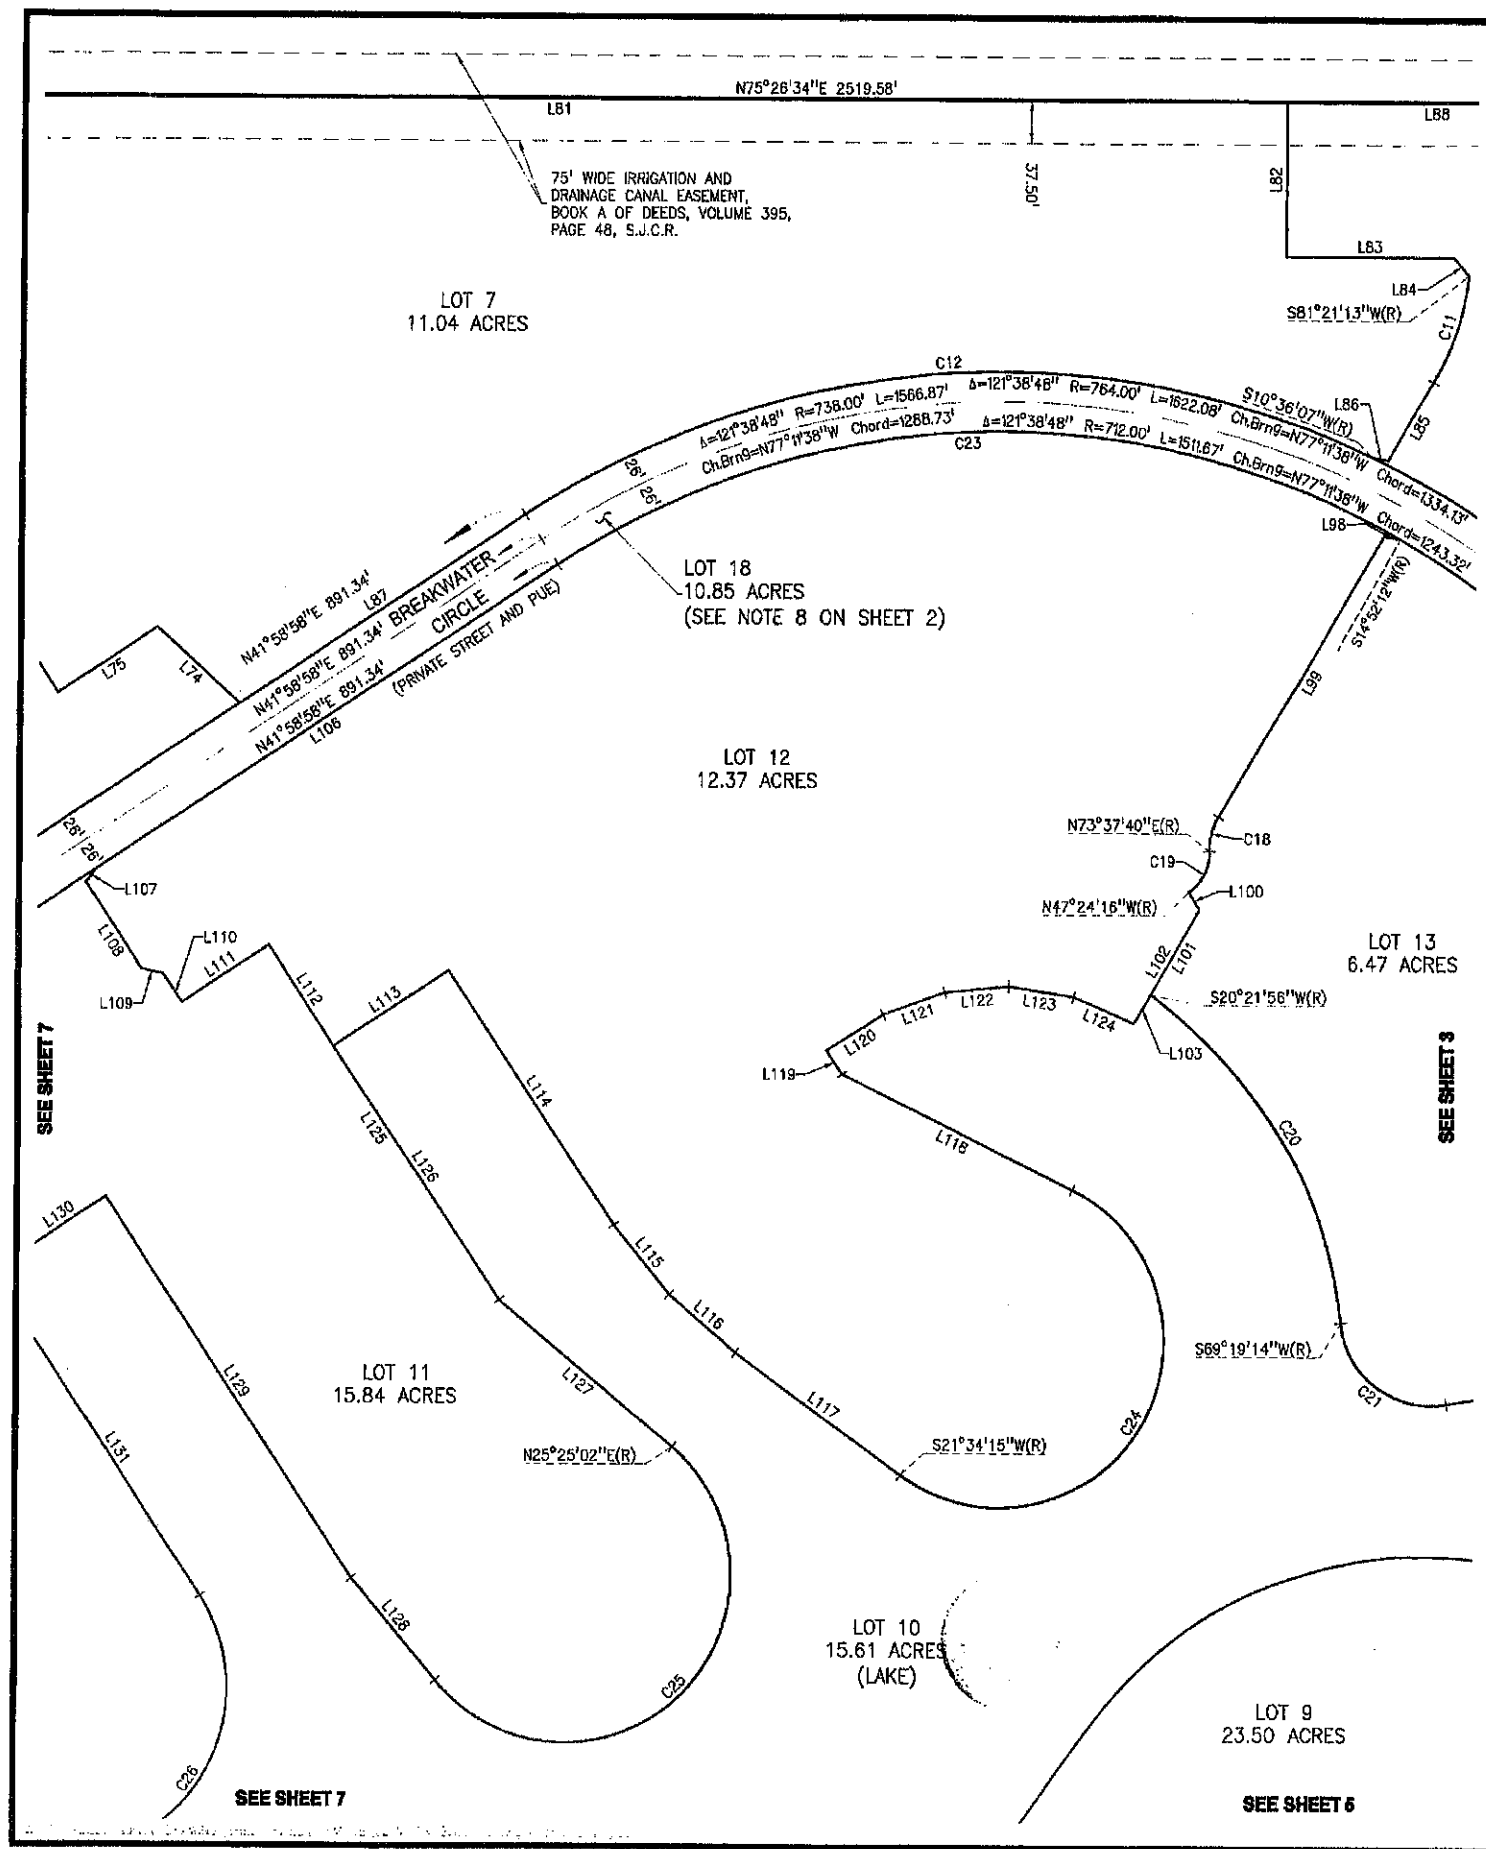 N75°26'34"E 2519.58'
L81
L88
75' WIDE IRRIGATION AND
DRAINAGE CANAL EASEMENT,
BOOK A OF DEEDS, VOLUME 395,
PAGE 48, S.J.C.R.
37.50'
L82
L83
L84
S81°21'13"W(R)
C11
LOT 7
11.04 ACRES
C12
Δ=121°38'48" R=764.00' L=1622.08' Ch.Brng=N77°11'38"W Chord=1334.13'
S10°36'07"W(R)
L86
L85
Δ=121°38'48" R=738.00' L=1566.87' Ch.Brng=N77°11'38"W Chord=1288.73'
C23
Δ=121°38'48" R=712.00' L=1511.67' Ch.Brng=N77°11'38"W Chord=1243.32'
26'
26'
L98
S14°52'12"W(R)
L99
LOT 18
10.85 ACRES
(SEE NOTE 8 ON SHEET 2)
N41°58'58"E 891.34'
L87
BREAKWATER
CIRCLE
(PRIVATE STREET AND PUE)
N41°58'58"E 891.34'
N41°58'58"E 891.34'
L106
L75
L74
LOT 12
12.37 ACRES
26'
26'
L107
L108
L109
L110
L111
L112
L113
N73°37'40"E(R)
C18
C19
L100
N47°24'16"W(R)
L102
L101
LOT 13
6.47 ACRES
S20°21'56"W(R)
L103
L119
L120
L121
L122
L123
L124
SEE SHEET 7
SEE SHEET 3
L114
L125
L126
L118
C20
L130
L115
L116
L129
LOT 11
15.84 ACRES
L127
L117
S69°19'14"W(R)
C21
C24
L131
N25°25'02"E(R)
S21°34'15"W(R)
L128
C25
LOT 10
15.61 ACRES
(LAKE)
LOT 9
23.50 ACRES
C26
SEE SHEET 7
SEE SHEET 5